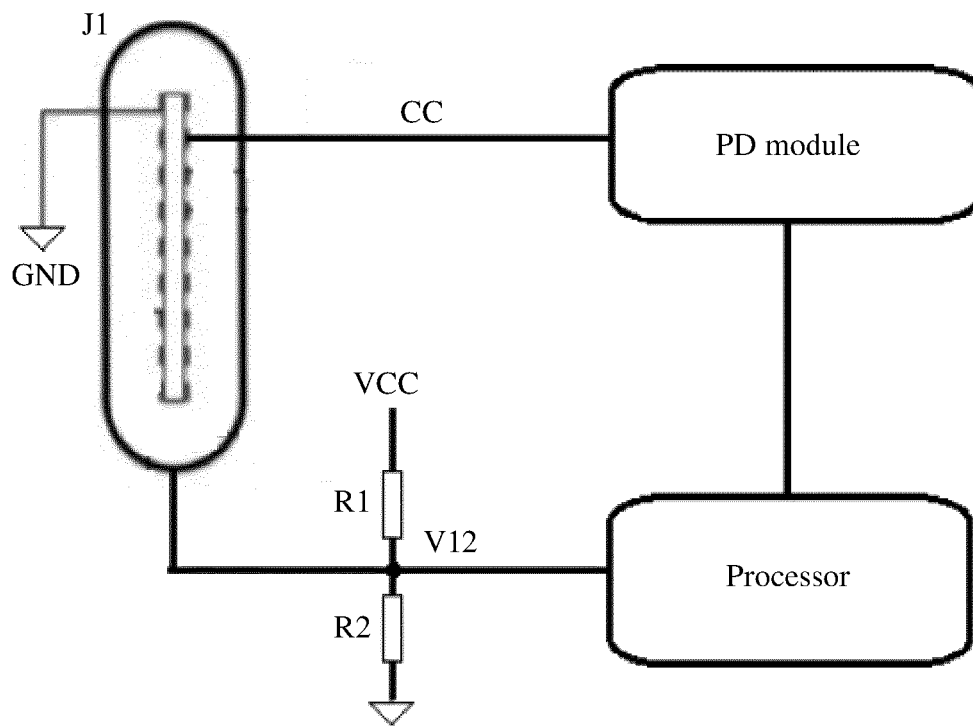 J1
CC
PD module
GND
VCC
R1
V12
Processor
R2